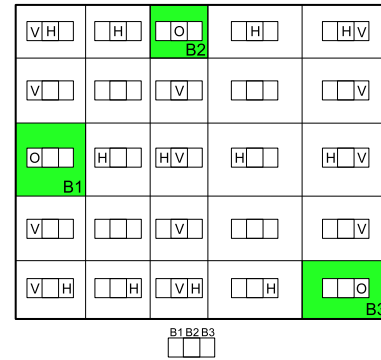 V H H O H H V
B2
V V V
O H H V H H V
B1
V V V
V H H V H H O
B3
B1 B2 B3